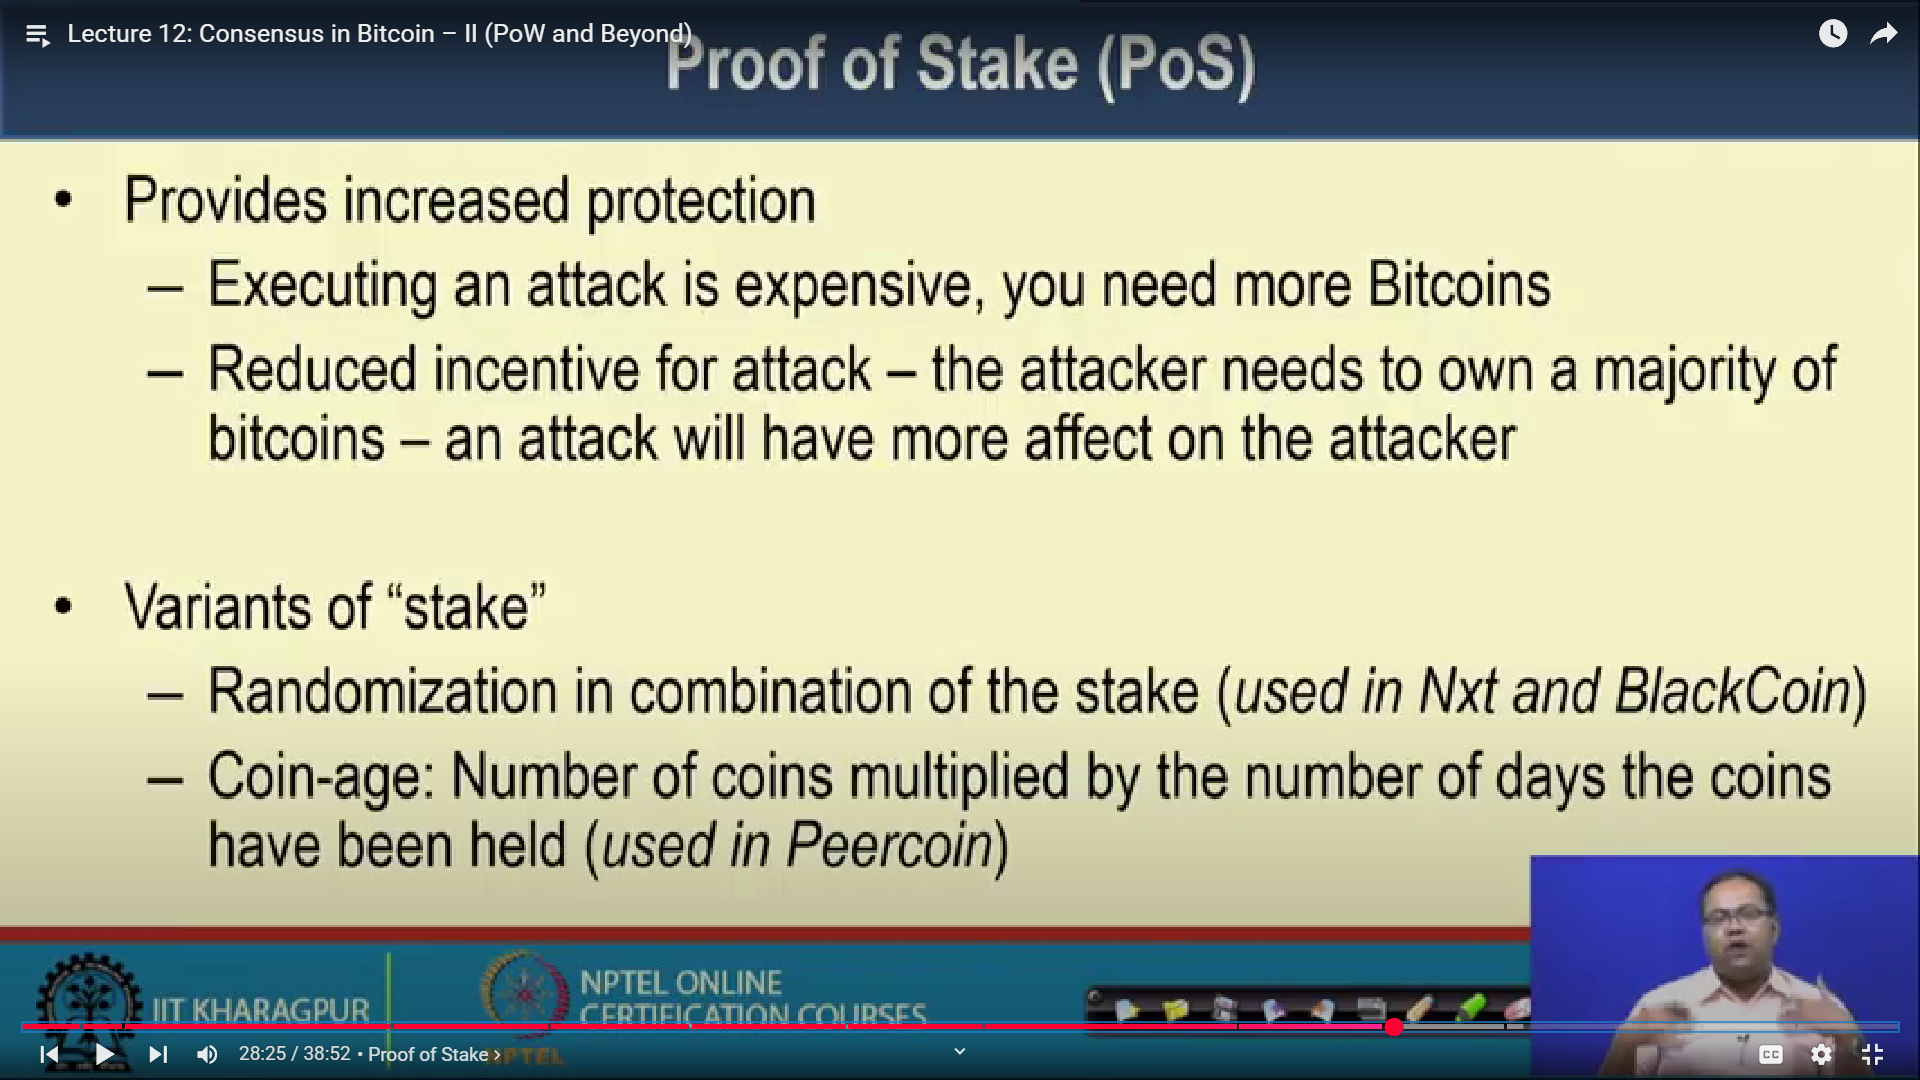 Lecture 12: Consensus in Bitcoin – II (PoW and Beyond)
Proof of Stake (PoS)
• Provides increased protection
– Executing an attack is expensive, you need more Bitcoins
– Reduced incentive for attack – the attacker needs to own a majority of
bitcoins – an attack will have more affect on the attacker
• Variants of “stake”
– Randomization in combination of the stake (used in Nxt and BlackCoin)
– Coin-age: Number of coins multiplied by the number of days the coins
have been held (used in Peercoin)
IIT KHARAGPUR
NPTEL ONLINE
CERTIFICATION COURSES
NPTEL
28:25 / 38:52 • Proof of Stake ›
CC